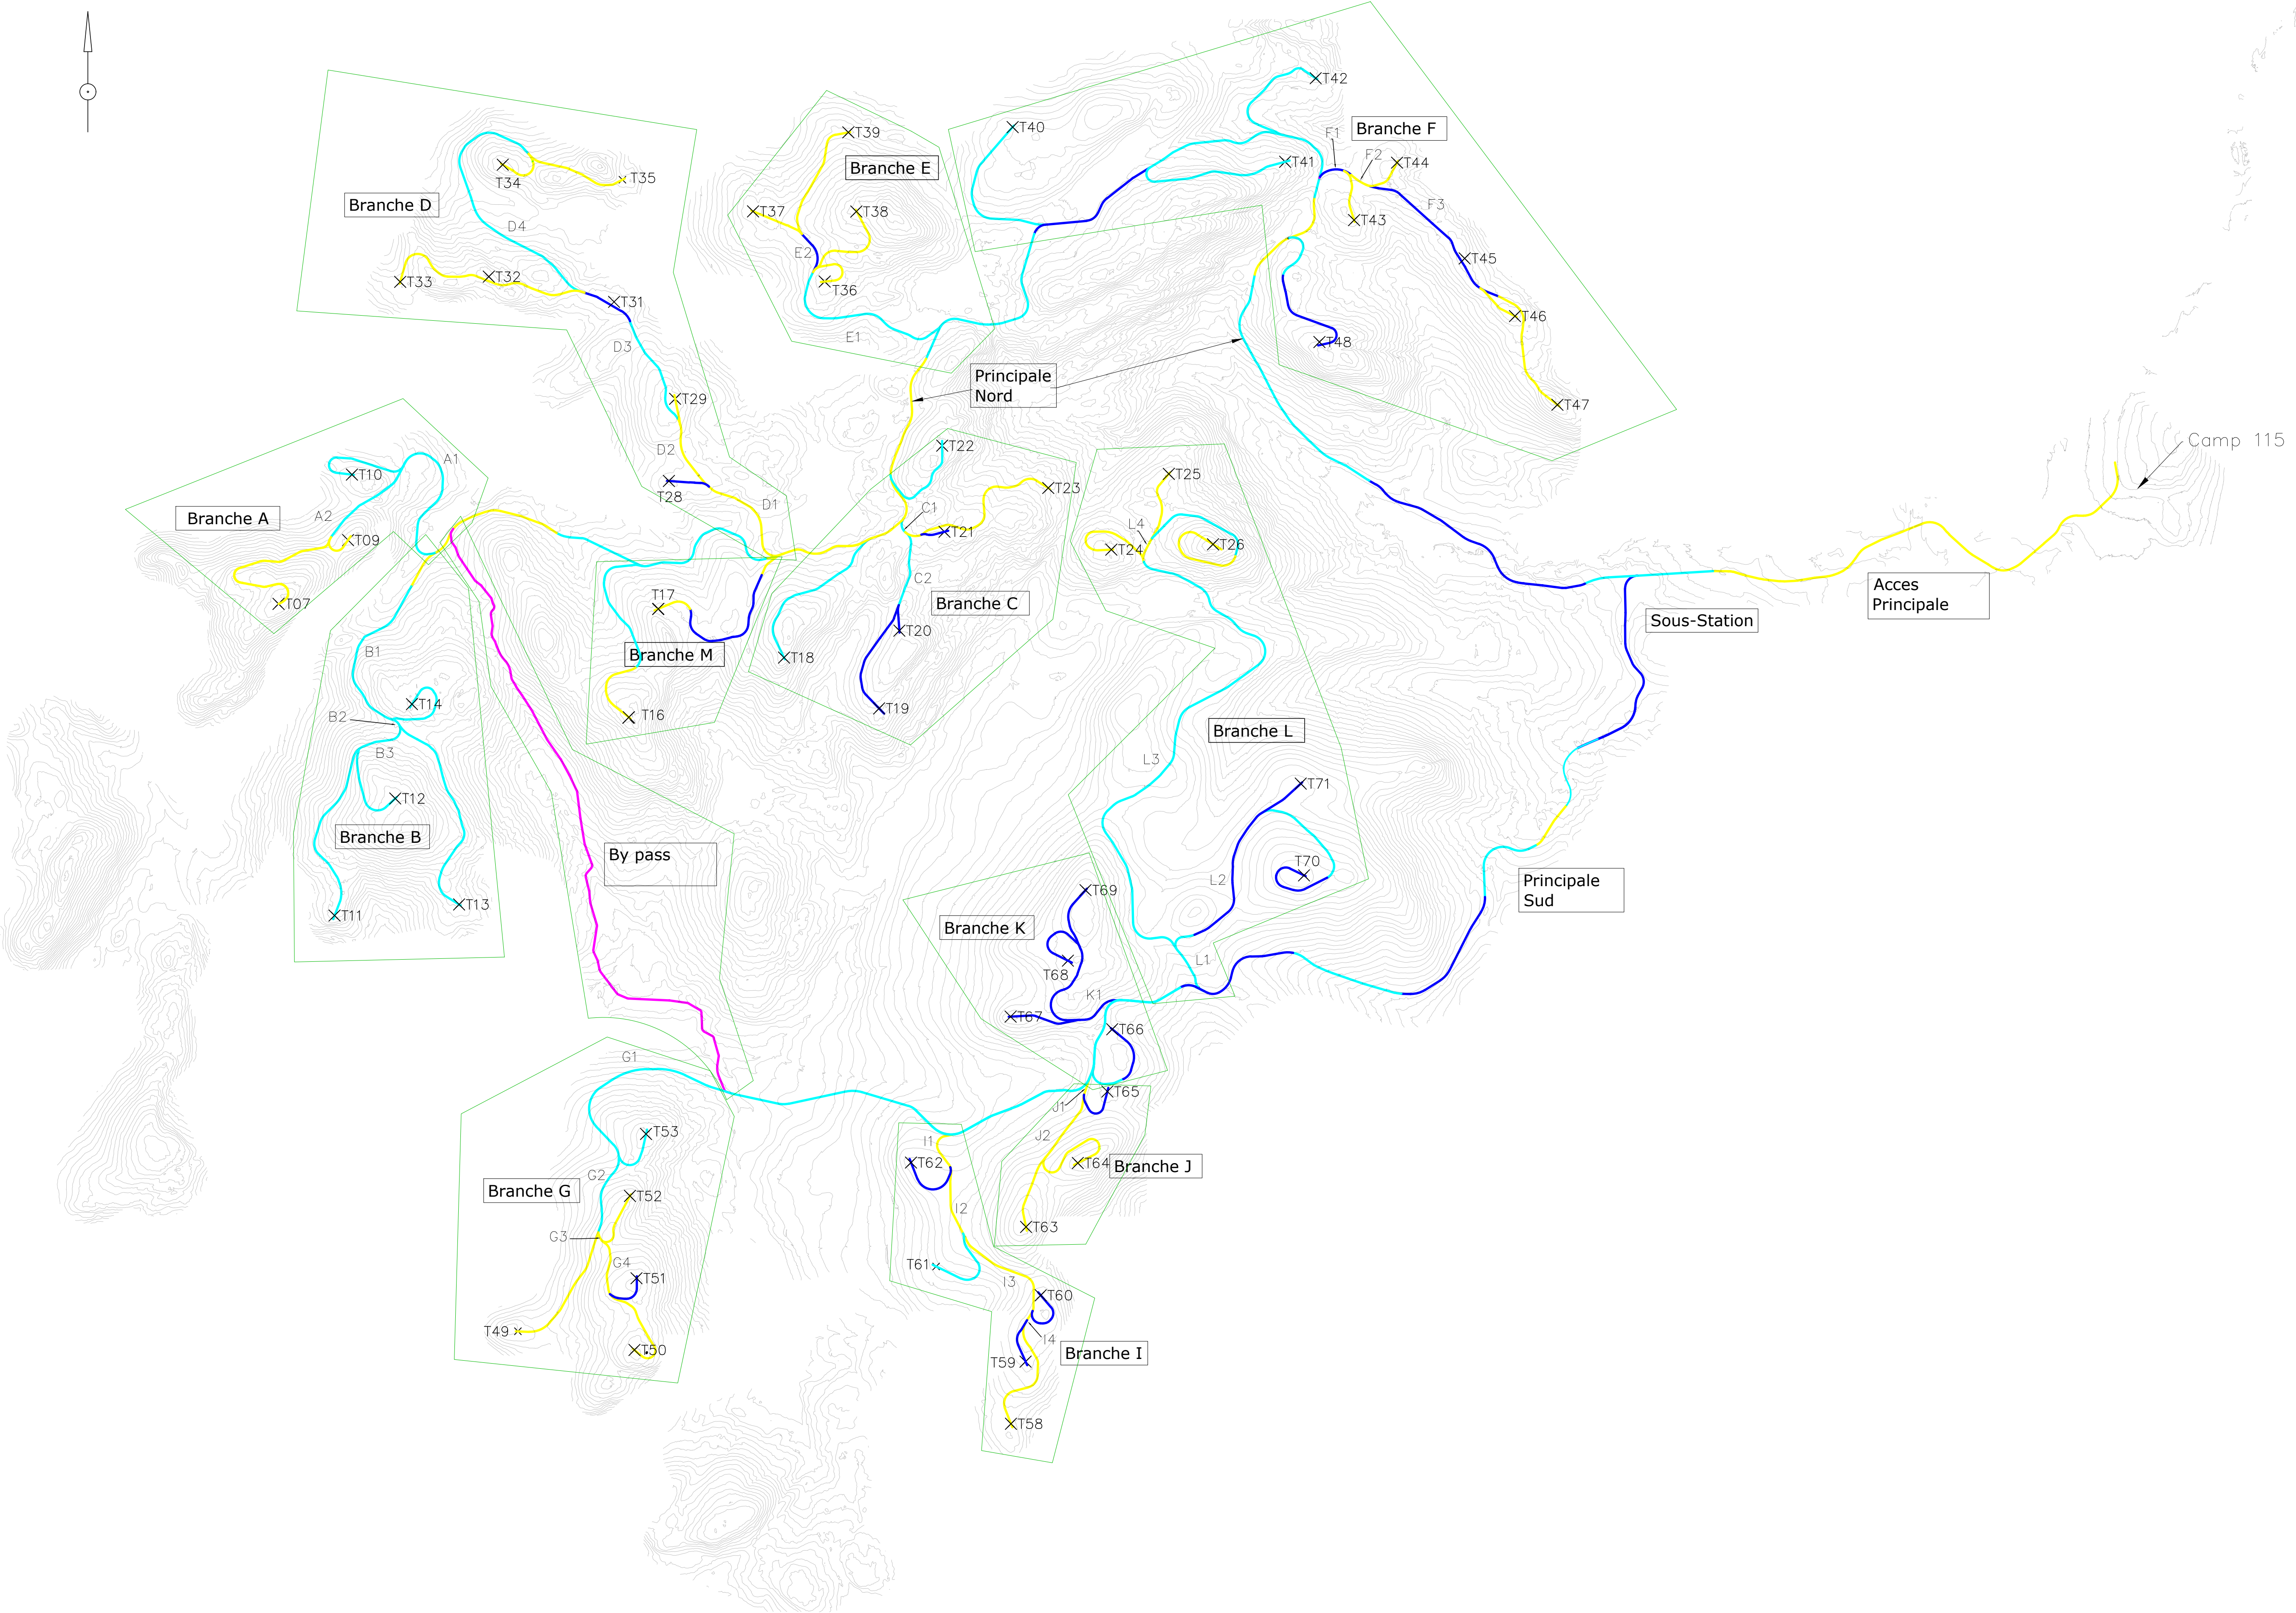 T42
T40
F1
Branche F
T39
F2
T44
T41
Branche E
T34
T35
T37
T38
F3
T43
Branche D
D4
E2
T45
T33
T32
T36
T31
T46
E1
T48
D3
Principale
Nord
T29
T47
Camp 115
T22
A1
D2
T10
T25
T23
T28
D1
C1
Branche A
A2
L4
T21
T09
T24
T26
C2
Acces
Principale
T07
T17
Branche C
Sous-Station
T20
B1
Branche M
T18
T14
T19
T16
B2
Branche L
B3
L3
T71
T12
Branche B
By pass
T70
L2
Principale
Sud
T69
T13
T11
Branche K
L1
T68
K1
T67
T66
G1
T65
J1
T53
J2
I1
T62
T64
Branche J
G2
Branche G
T52
I2
T63
G3
G4
T61
T51
I3
T60
T49
I4
T50
Branche I
T59
T58